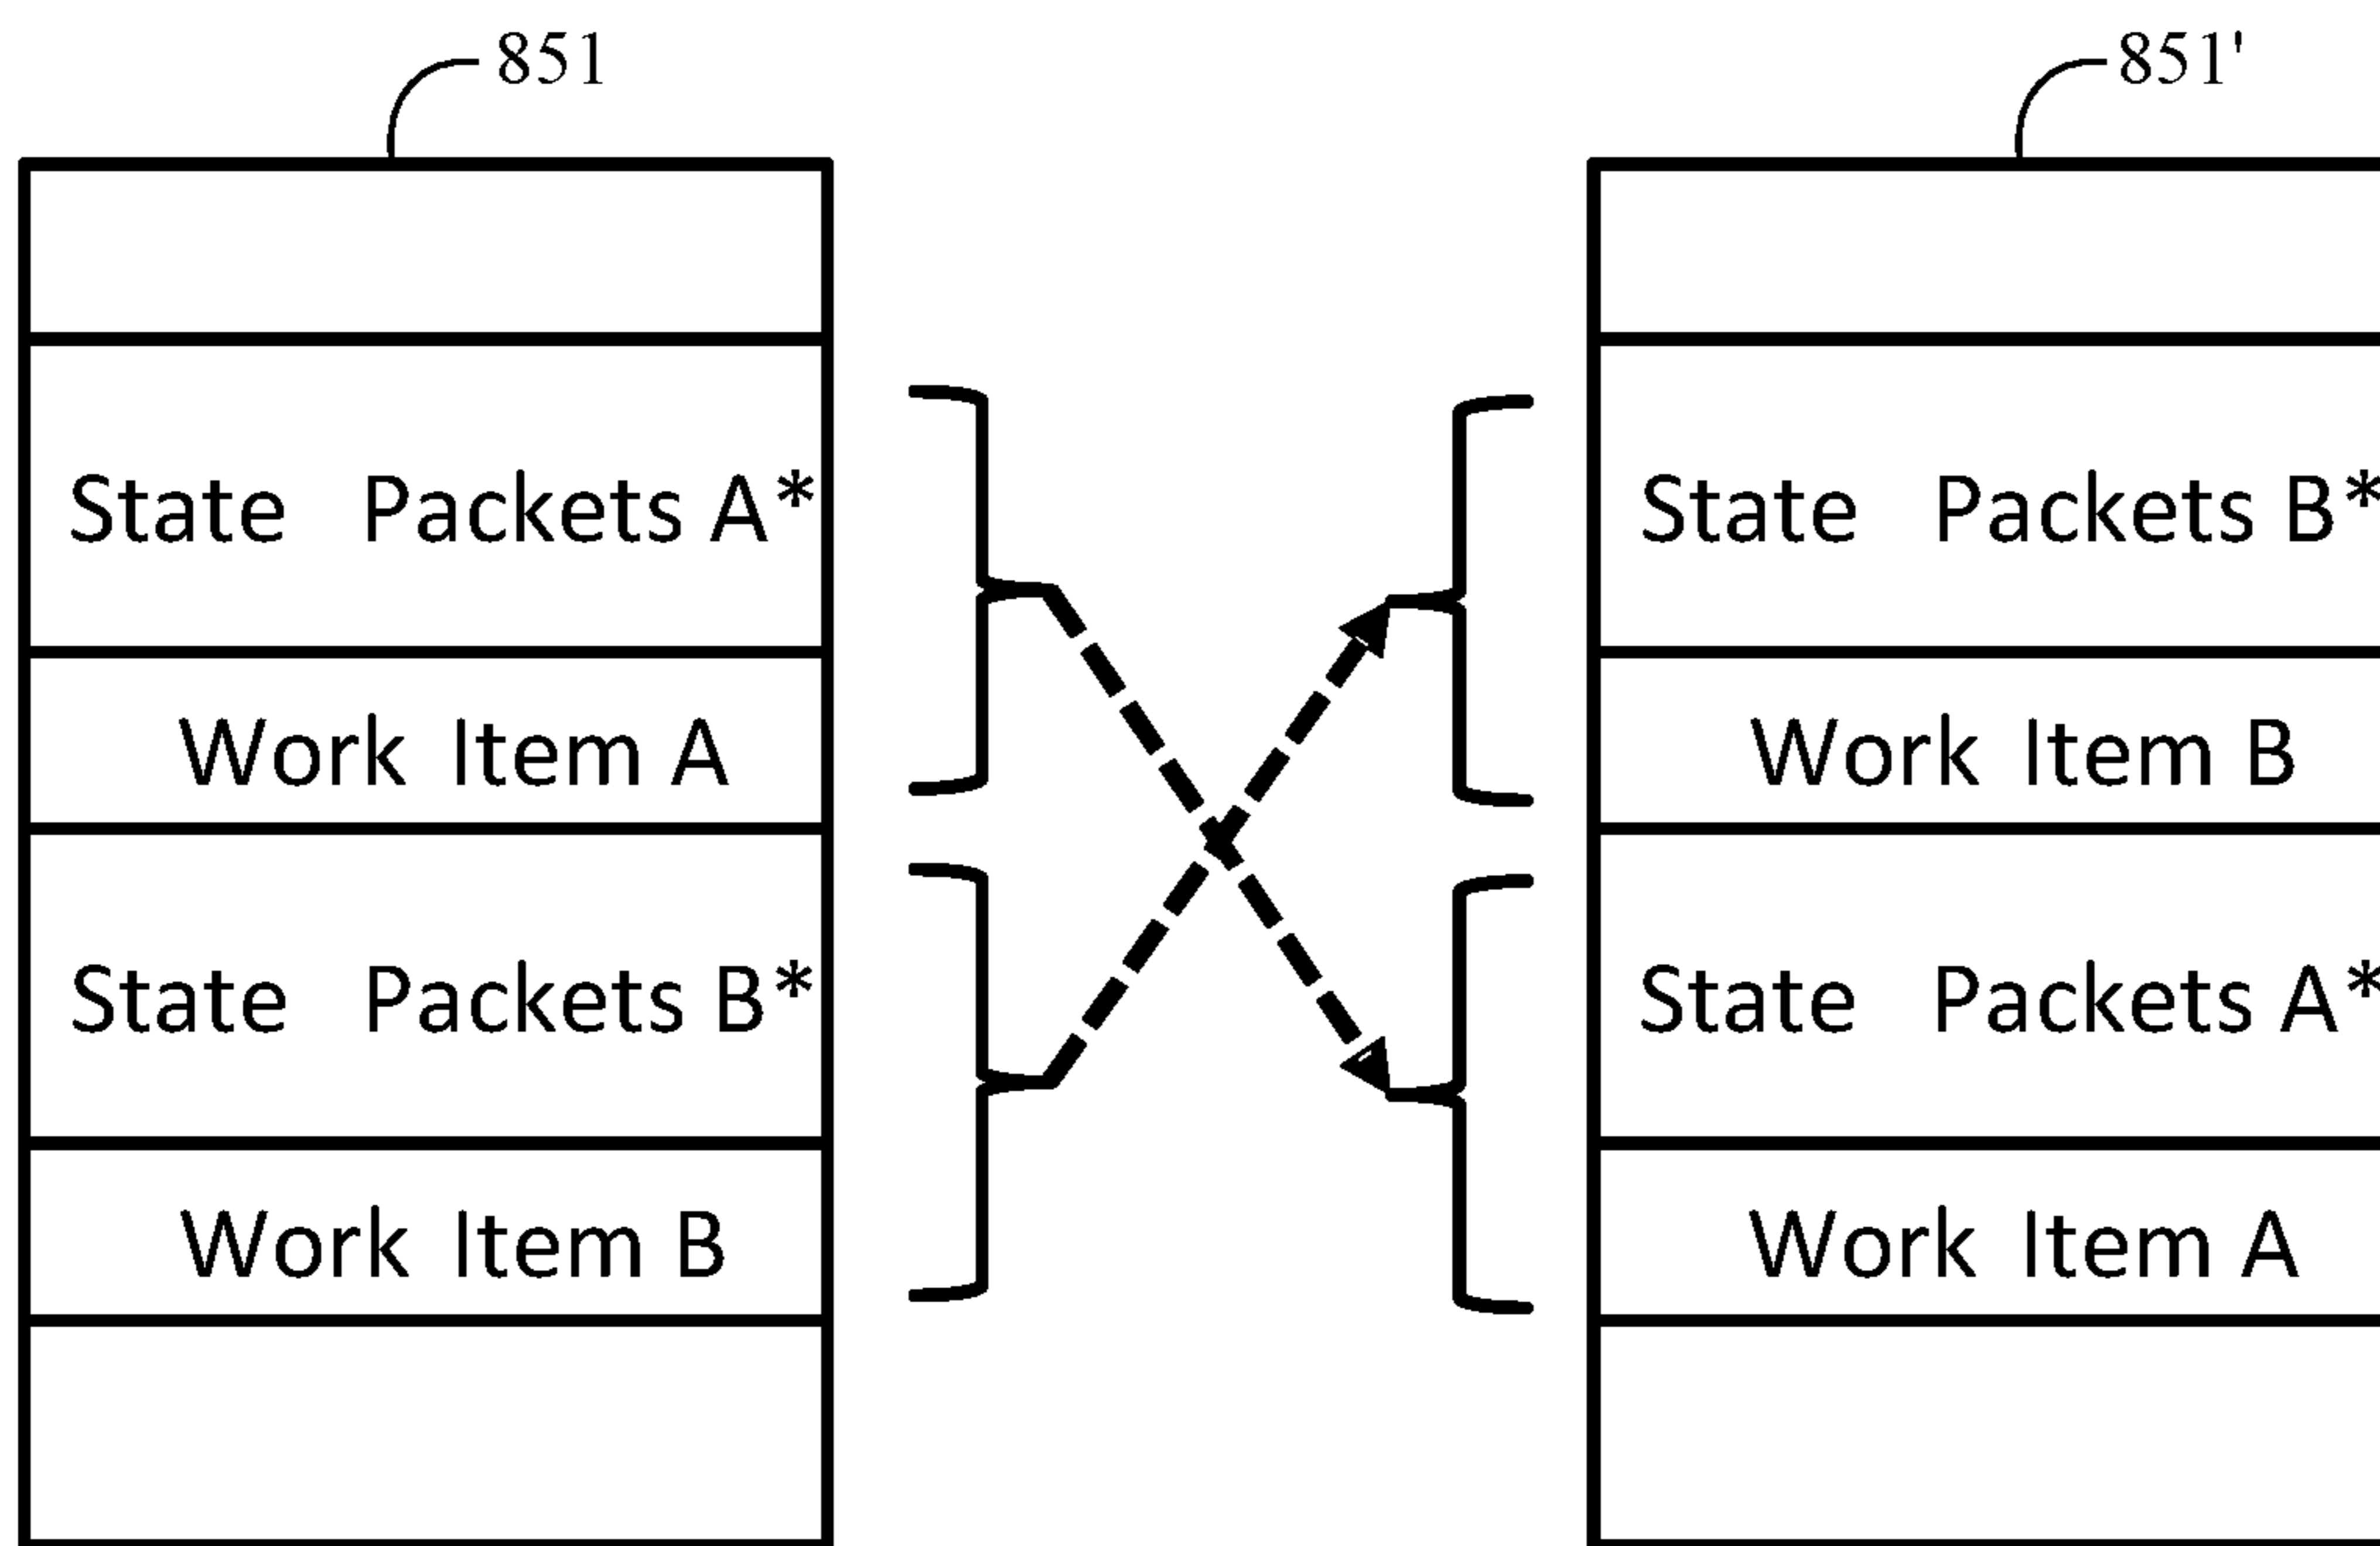 851
State Packets A*
Work Item A
State Packets B*
Work Item B
851'
State Packets B*
Work Item B
State Packets A*
Work Item A